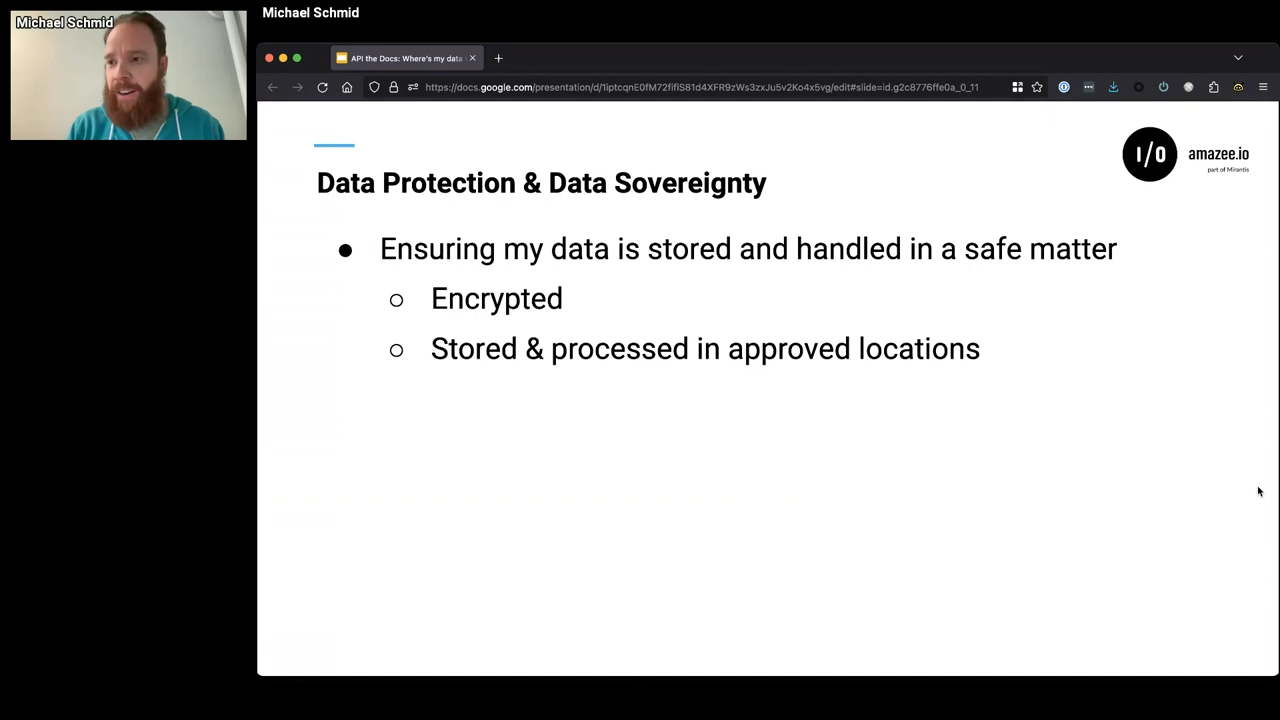 Michael Schmid
Michael Schmid
API the Docs: Where's my data
https://docs.google.com/presentation/d/1iptcqnE0fM72fifIS81d4XFR9zWs3zxJu5v2Ko4x5vg/edit#slide=id.g2c8776ffe0a_0_11
I/O
amazee.io
part of Mirantis
Data Protection & Data Sovereignty
● Ensuring my data is stored and handled in a safe matter
○ Encrypted
○ Stored & processed in approved locations